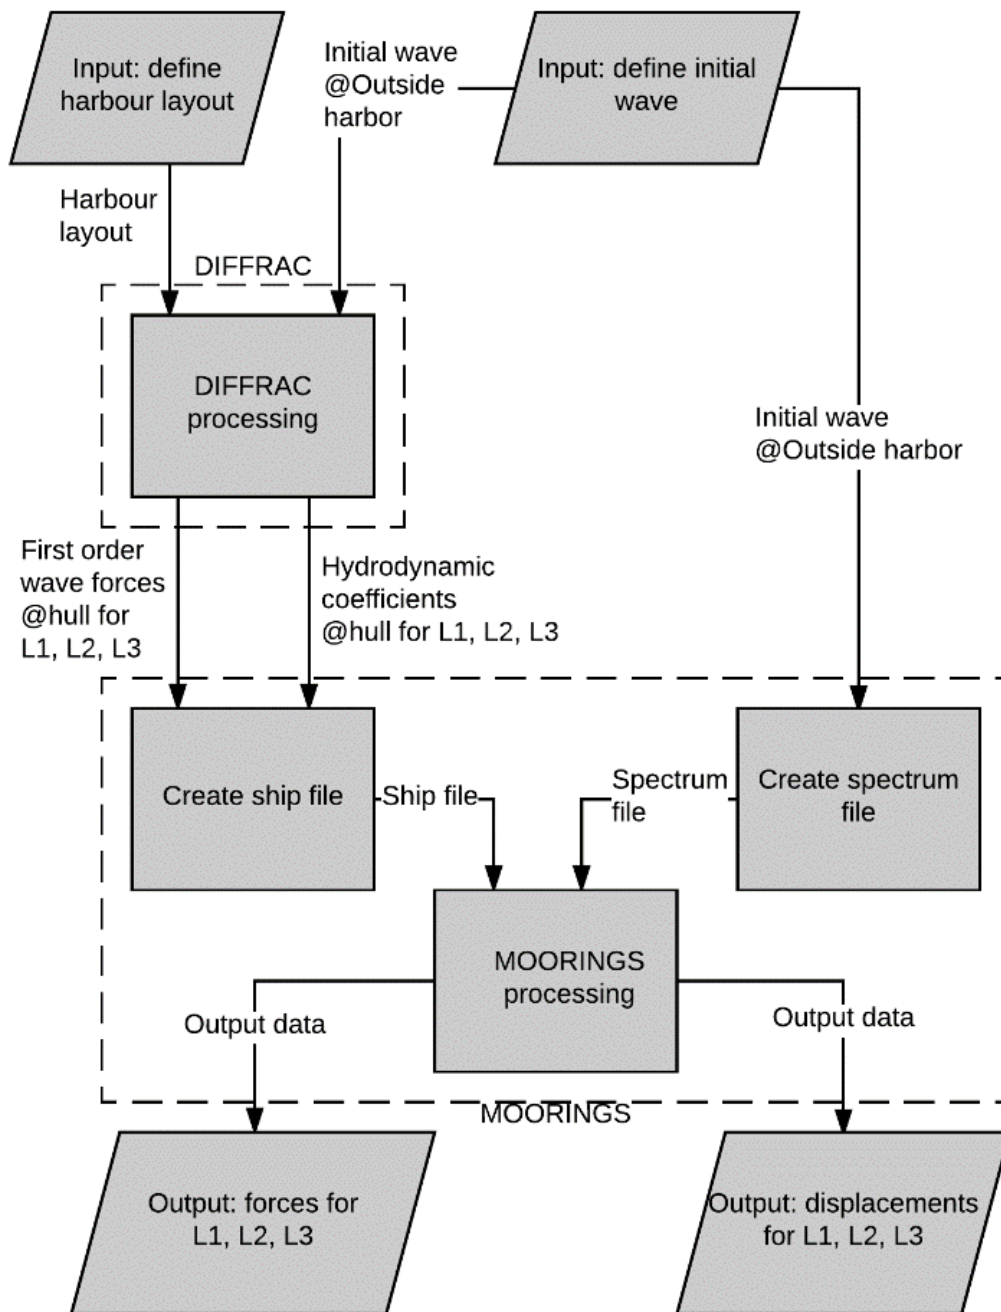 Input: define
harbour layout
Initial wave
@Outside
harbor
Input: define initial
wave
Harbour
layout
DIFFRAC
DIFFRAC
processing
Initial wave
@Outside harbor
First order
wave forces
@hull for
L1, L2, L3
Hydrodynamic
coefficients
@hull for L1, L2, L3
Create ship file
Ship file
Spectrum
file
Create spectrum
file
MOORINGS
processing
Output data
Output data
MOORINGS
Output: forces for
L1, L2, L3
Output: displacements
for L1, L2, L3